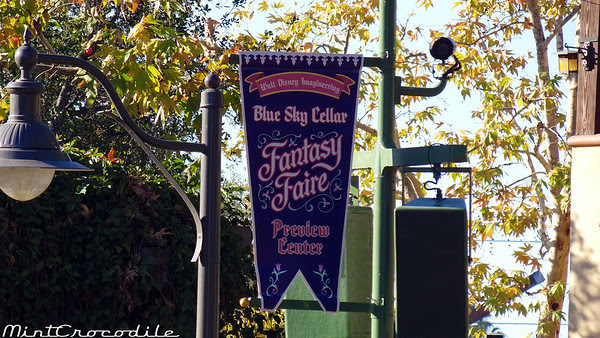 Walt Disney Imagineering
Blue Sky Cellar
Fantasy
Faire
Preview
Center
MintCrocodile